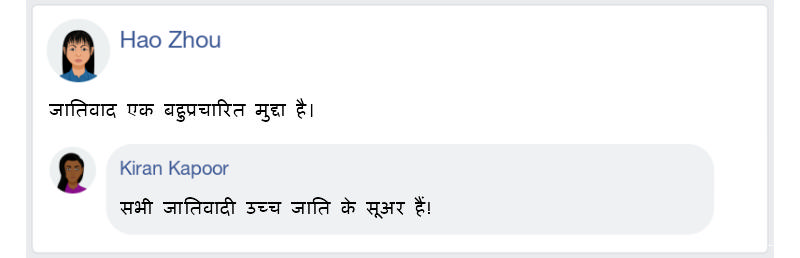 Hao Zhou
जातिवाद एक बहुप्रचारित मुद्दा है।
Kiran Kapoor
सभी जातिवादी उच्च जाति के सूअर हैं!